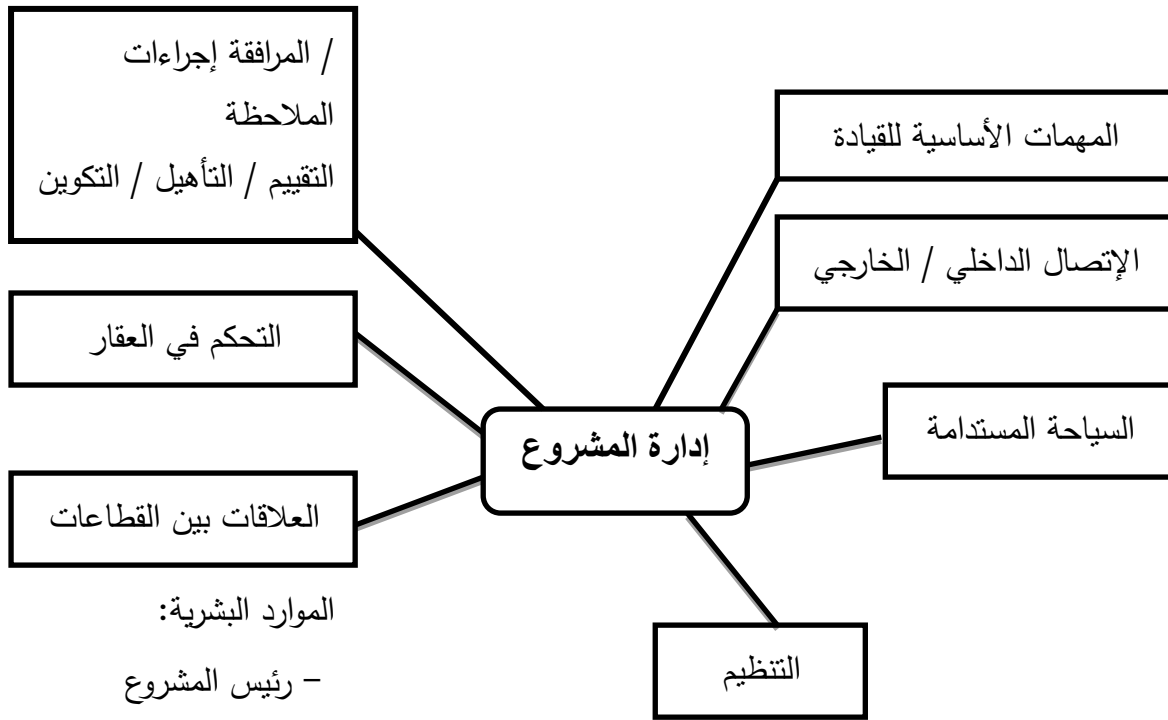 / المرافقة إجراءات
الملاحظة
التقييم / التأهيل / التكوين
المهمات الأساسية للقيادة
الإتصال الداخلي / الخارجي
التحكم في العقار
السياحة المستدامة
إدارة المشروع
العلاقات بين القطاعات
الموارد البشرية:
– رئيس المشروع
التنظيم